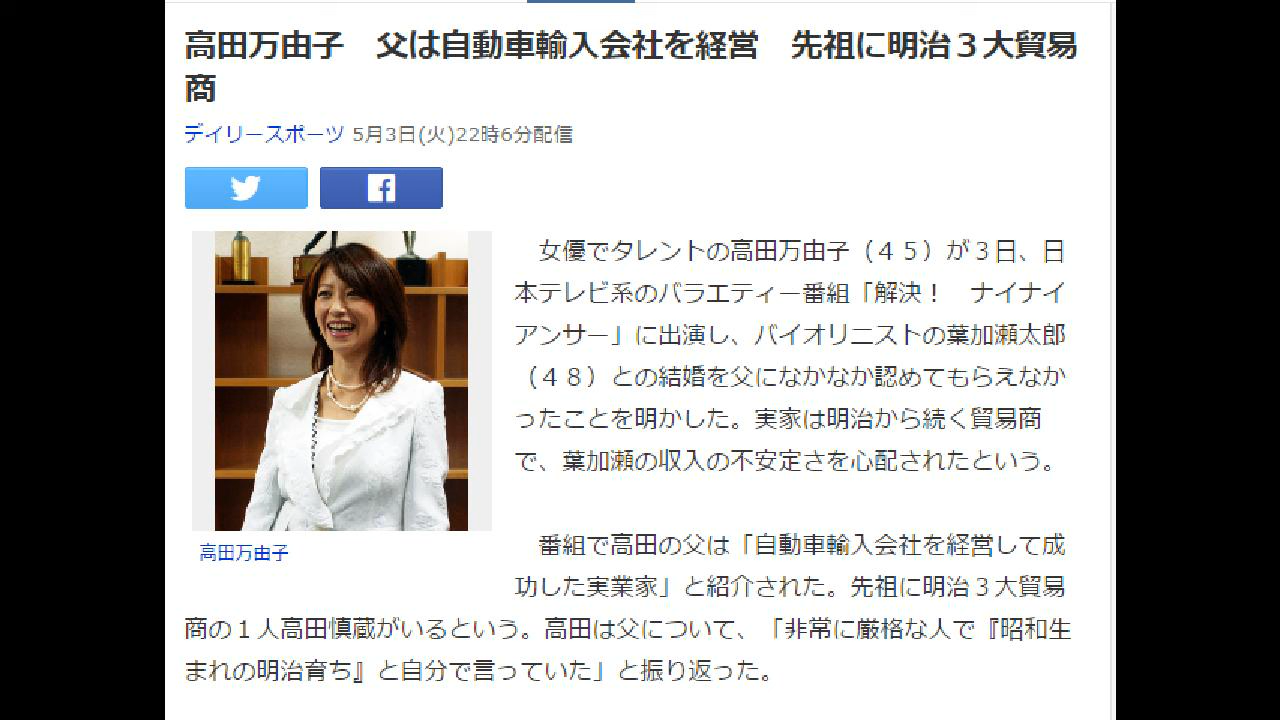 高田万由子　父は自動車輸入会社を経営　先祖に明治３大貿易
商
デイリースポーツ 5月3日(火)22時6分配信
高田万由子
　女優でタレントの高田万由子（４５）が３日、日
本テレビ系のバラエティー番組「解決！　ナイナイ
アンサー」に出演し、バイオリニストの葉加瀬太郎
（４８）との結婚を父になかなか認めてもらえなか
ったことを明かした。実家は明治から続く貿易商
で、葉加瀬の収入の不安定さを心配されたという。
　番組で高田の父は「自動車輸入会社を経営して成
功した実業家」と紹介された。先祖に明治３大貿易
商の１人高田慎蔵がいるという。高田は父について、「非常に厳格な人で『昭和生
まれの明治育ち』と自分で言っていた」と振り返った。